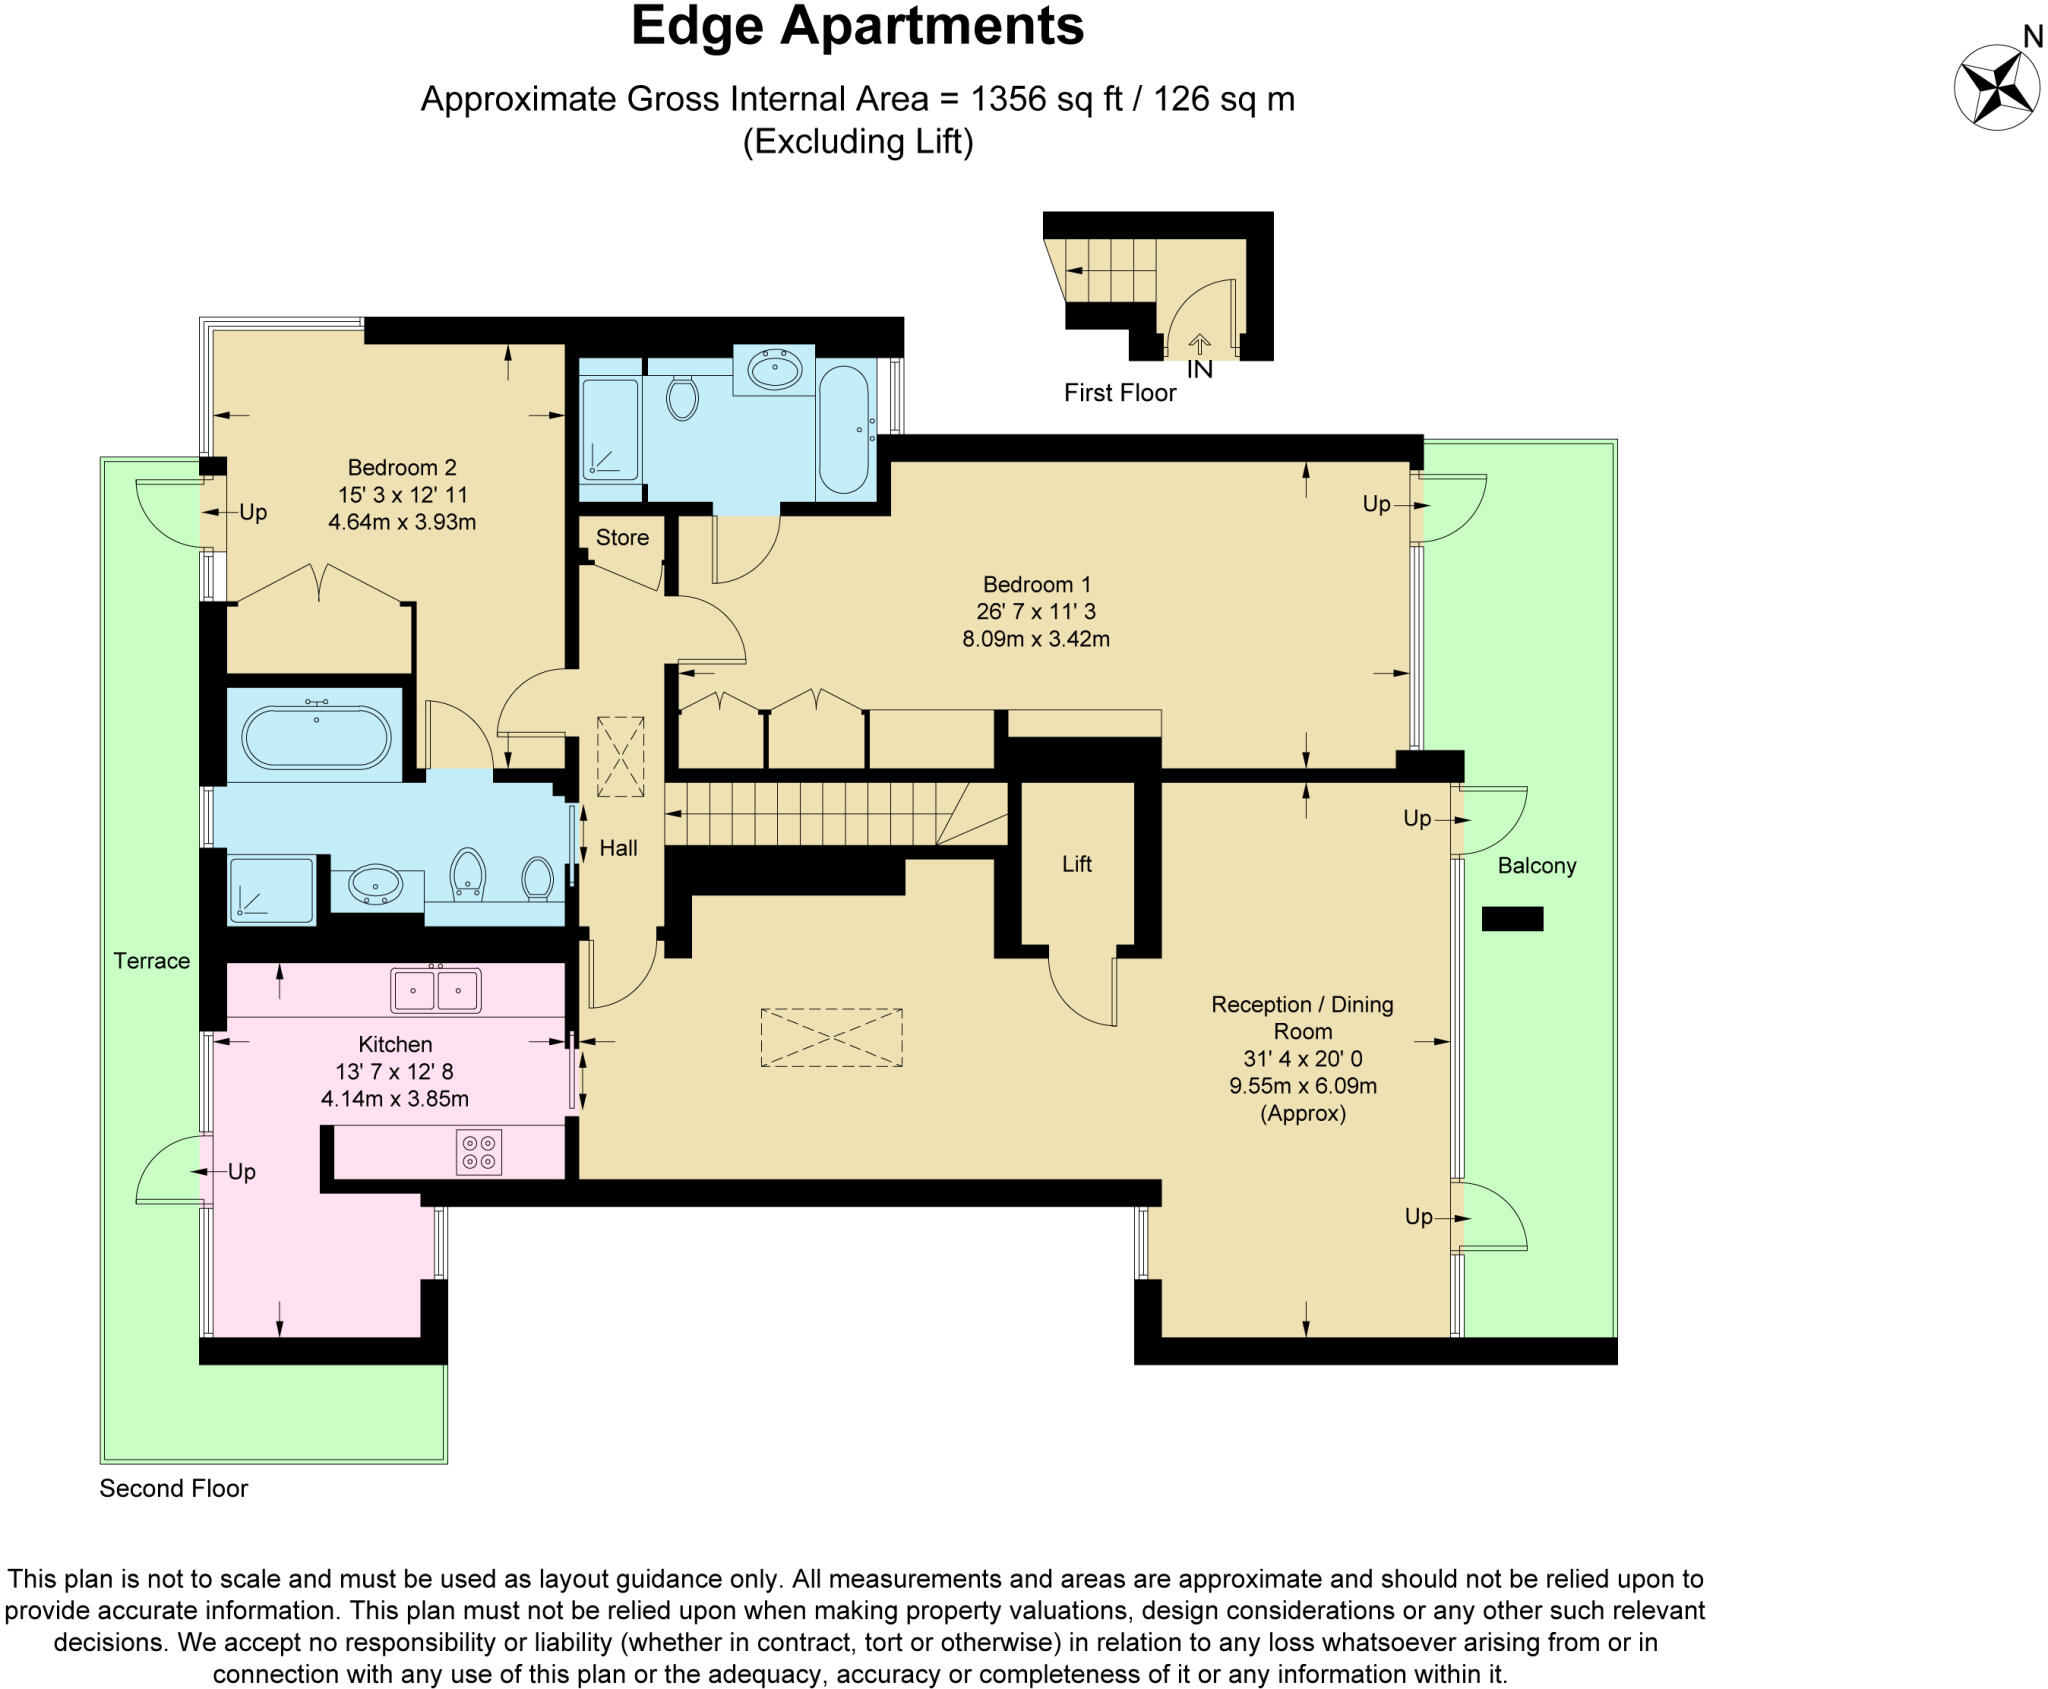 Edge Apartments
N
Approximate Gross Internal Area = 1356 sq ft / 126 sq m
(Excluding Lift)
IN
First Floor
Bedroom 2
15' 3 x 12' 11
4.64m x 3.93m
Up
Store
Bedroom 1
26' 7 x 11' 3
8.09m x 3.42m
Up
Up
Hall
Lift
Balcony
Terrace
Reception / Dining
Room
31' 4 x 20' 0
9.55m x 6.09m
(Approx)
Kitchen
13' 7 x 12' 8
4.14m x 3.85m
Up
Up
Second Floor
This plan is not to scale and must be used as layout guidance only. All measurements and areas are approximate and should not be relied upon to
provide accurate information. This plan must not be relied upon when making property valuations, design considerations or any other such relevant
decisions. We accept no responsibility or liability (whether in contract, tort or otherwise) in relation to any loss whatsoever arising from or in
connection with any use of this plan or the adequacy, accuracy or completeness of it or any information within it.